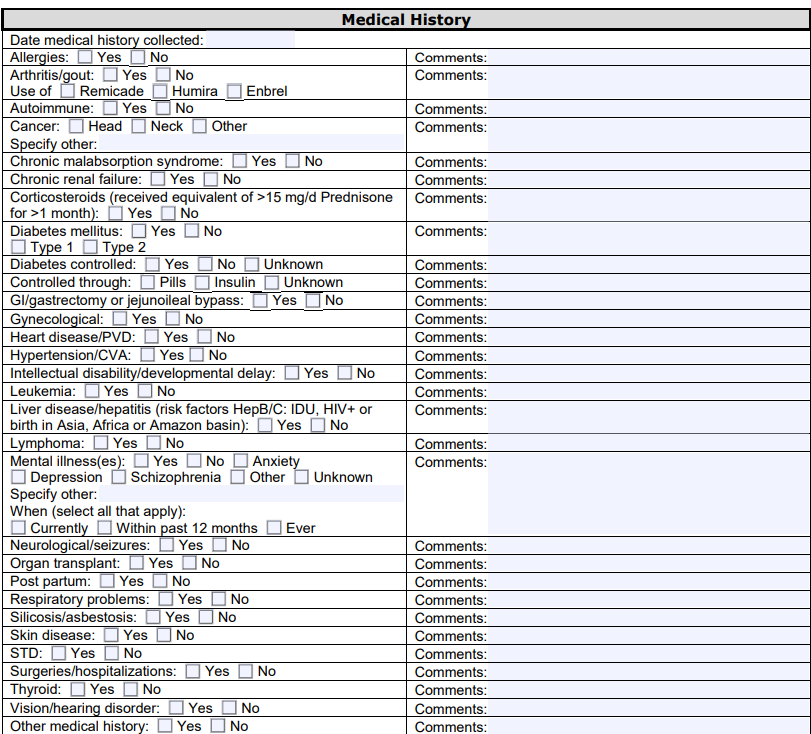 Medical History
Date medical history collected:
Allergies: Yes No Comments:
Arthritis/gout: Yes No Comments:
Use of Remicade Humira Enbrel
Autoimmune: Yes No Comments:
Cancer: Head Neck Other Comments:
Specify other:
Chronic malabsorption syndrome: Yes No Comments:
Chronic renal failure: Yes No Comments:
Corticosteroids (received equivalent of >15 mg/d Prednisone Comments:
for >1 month): Yes No
Diabetes mellitus: Yes No Comments:
Type 1 Type 2
Diabetes controlled: Yes No Unknown Comments:
Controlled through: Pills Insulin Unknown Comments:
GI/gastrectomy or jejunoileal bypass: Yes No Comments:
Gynecological: Yes No Comments:
Heart disease/PVD: Yes No Comments:
Hypertension/CVA: Yes No Comments:
Intellectual disability/developmental delay: Yes No Comments:
Leukemia: Yes No Comments:
Liver disease/hepatitis (risk factors HepB/C: IDU, HIV+ or Comments:
birth in Asia, Africa or Amazon basin): Yes No
Lymphoma: Yes No Comments:
Mental illness(es): Yes No Anxiety Comments:
Depression Schizophrenia Other Unknown
Specify other:
When (select all that apply):
Currently Within past 12 months Ever
Neurological/seizures: Yes No Comments:
Organ transplant: Yes No Comments:
Post partum: Yes No Comments:
Respiratory problems: Yes No Comments:
Silicosis/asbestosis: Yes No Comments:
Skin disease: Yes No Comments:
STD: Yes No Comments:
Surgeries/hospitalizations: Yes No Comments:
Thyroid: Yes No Comments:
Vision/hearing disorder: Yes No Comments:
Other medical history: Yes No Comments: